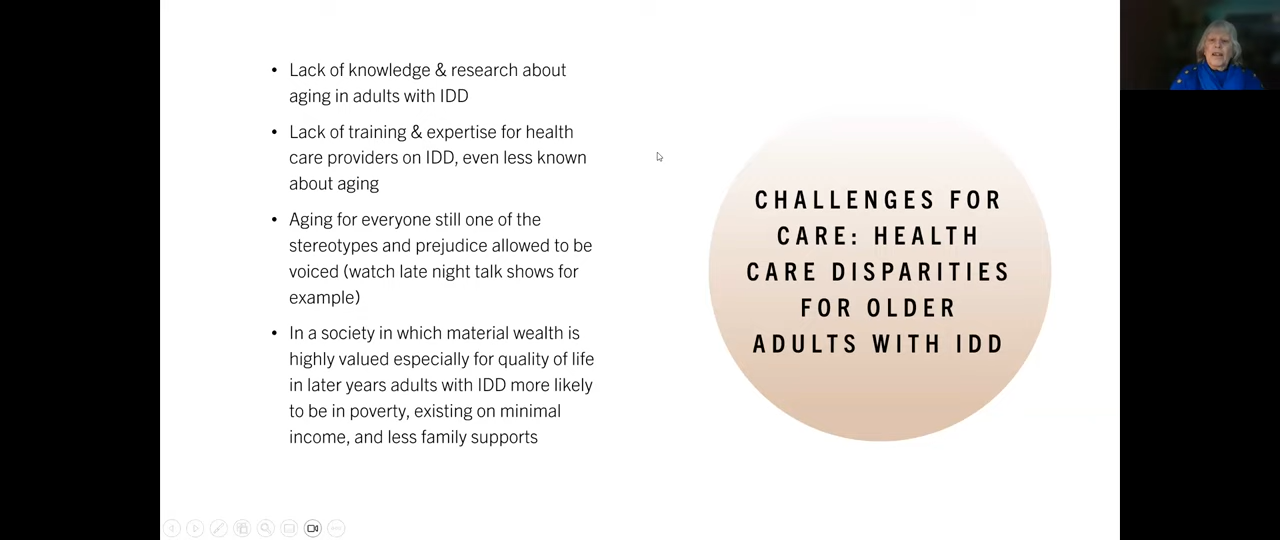 • Lack of knowledge & research about
aging in adults with IDD
• Lack of training & expertise for health
care providers on IDD, even less known
about aging
• Aging for everyone still one of the
stereotypes and prejudice allowed to be
voiced (watch late night talk shows for
example)
• In a society in which material wealth is
highly valued especially for quality of life
in later years adults with IDD more likely
to be in poverty, existing on minimal
income, and less family supports
CHALLENGES FOR
CARE: HEALTH
CARE DISPARITIES
FOR OLDER
ADULTS WITH IDD